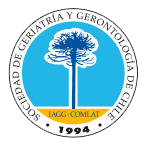 SOCIEDAD DE GERIATRÍA Y GERONTOLOGÍA DE CHILE
IAGG - COMLAT
• 1994 •